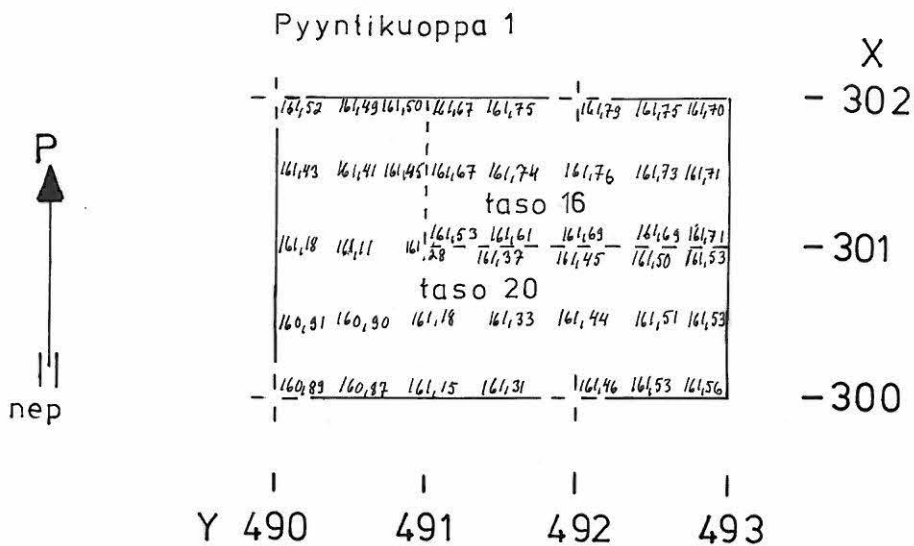 Pyyntikuoppa 1
X
161,52 161,49 161,50 161,67 161,75 161,79 161,75 161,70
302
P
161,43 161,41 161,45 161,67 161,74 161,76 161,73 161,71
taso 16
161,53 161,61 161,69 161,69 161,71
161,18 161,11 161,28 161,37 161,45 161,50 161,53
301
taso 20
160,91 160,90 161,18 161,33 161,44 161,51 161,53
160,89 160,87 161,15 161,31 161,46 161,53 161,56
300
nep
Y 490 491 492 493